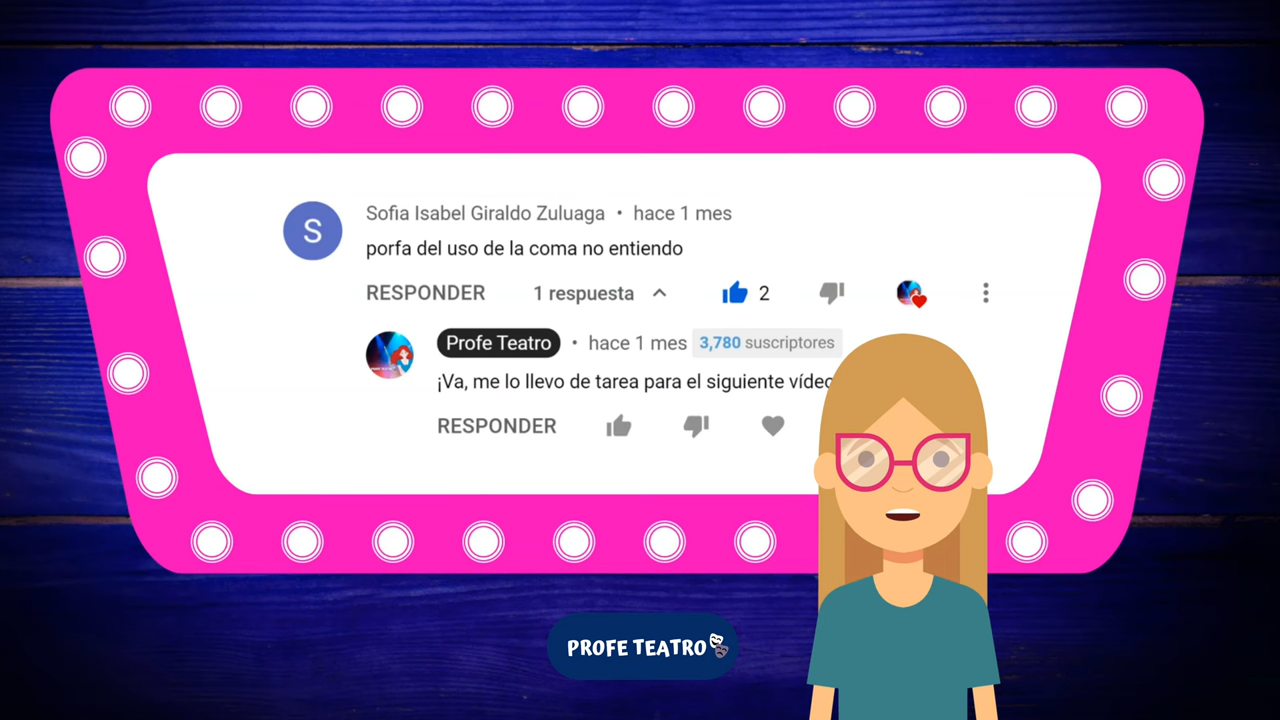 S
Sofia Isabel Giraldo Zuluaga • hace 1 mes
porfa del uso de la coma no entiendo
RESPONDER 1 respuesta 2
Profe Teatro • hace 1 mes 3,780 suscriptores
¡Va, me lo llevo de tarea para el siguiente vídeo
RESPONDER
PROFE TEATRO